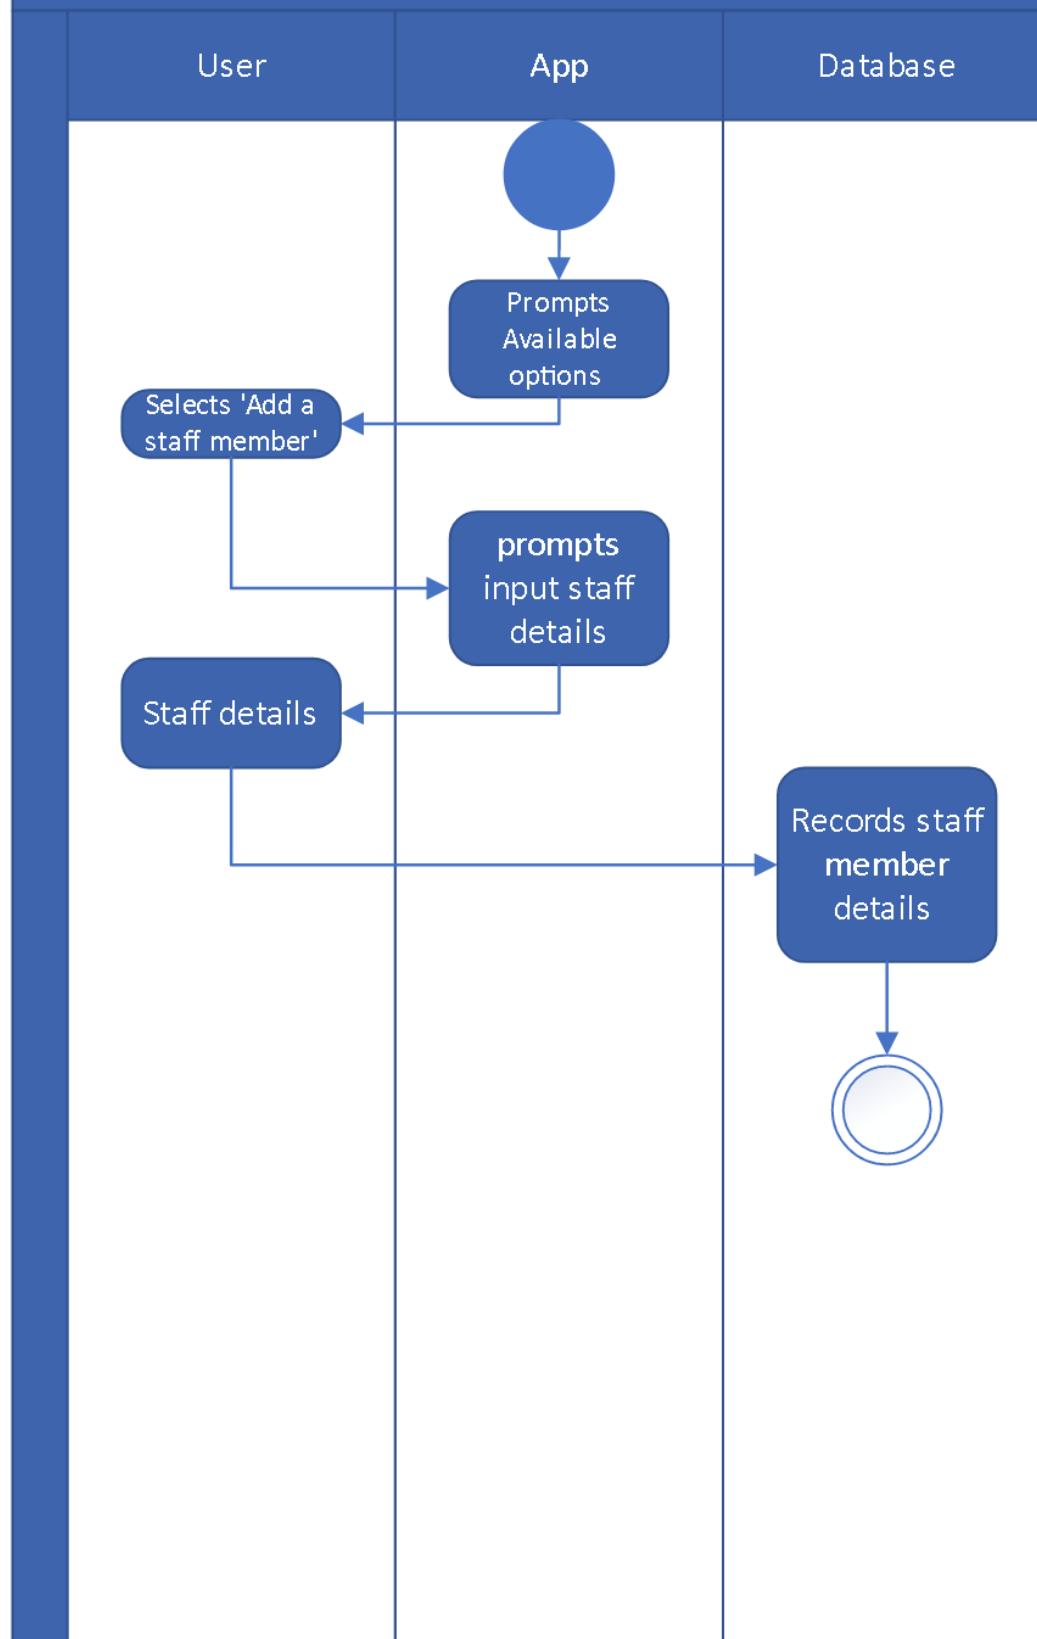 User
App
Database
Prompts
Available
options
Selects 'Add a
staff member'
prompts
input staff
details
Staff details
Records staff
member
details